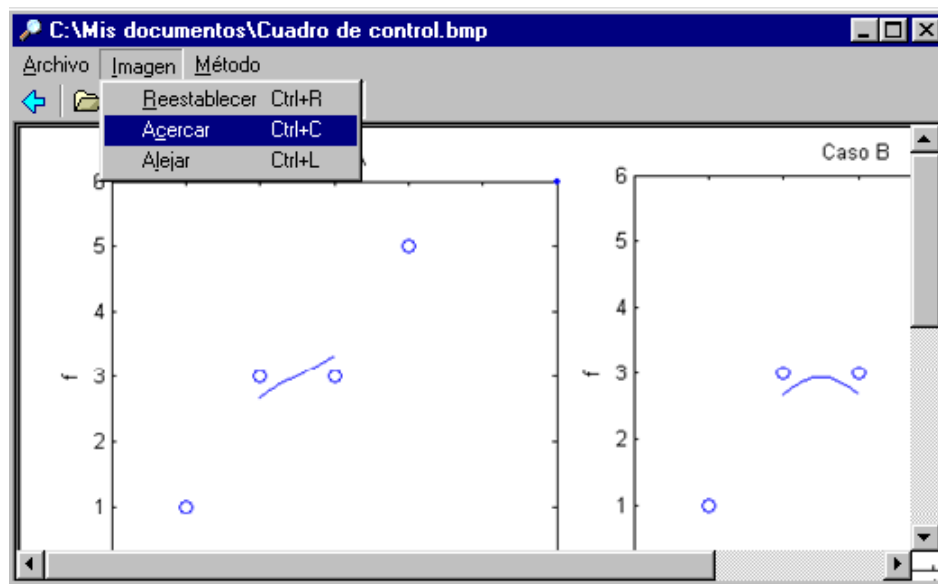 C:\Mis documentos\Cuadro de control.bmp
Archivo Imagen Método
Reestablecer Ctrl+R
Acercar Ctrl+C
Alejar Ctrl+L
Caso B
6
5
4
3
2
1
f
6
5
4
3
2
1
f